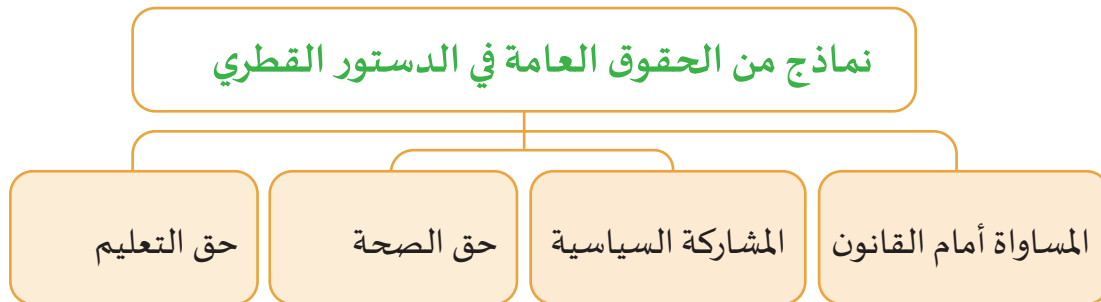 نماذج من الحقوق العامة في الدستور القطري
المساواة أمام القانون
المشاركة السياسية
حق الصحة
حق التعليم